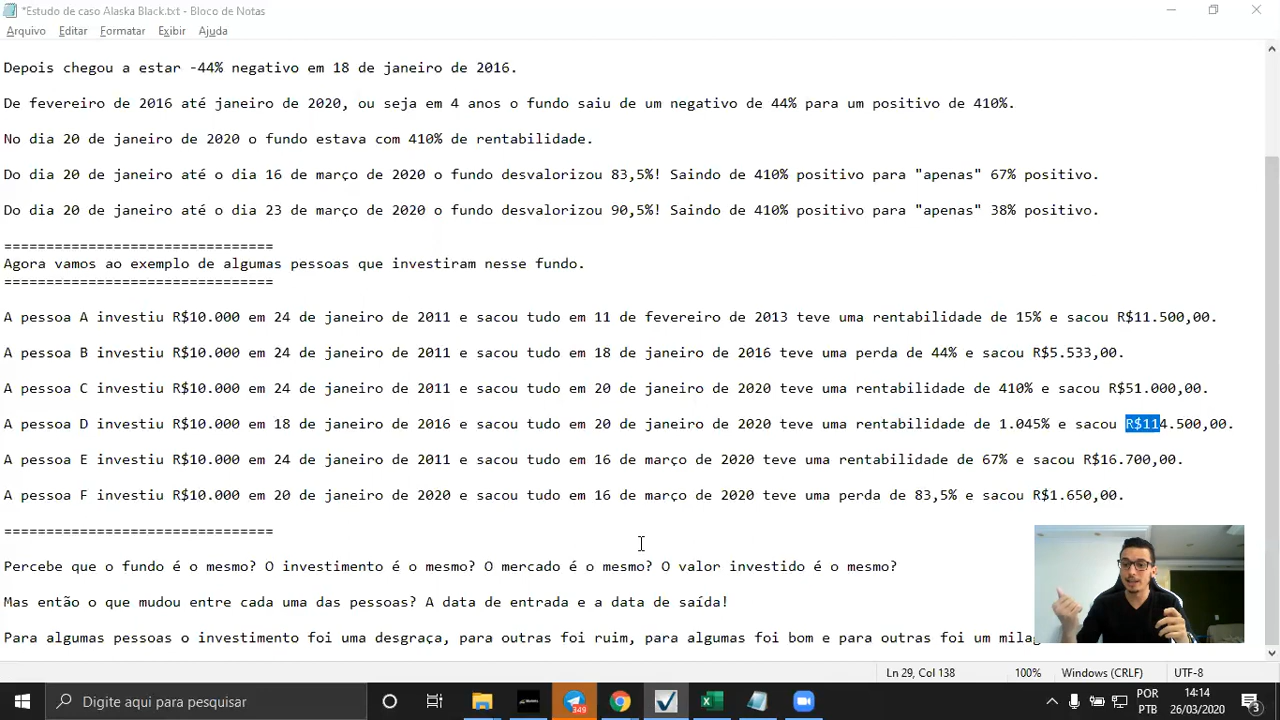 *Estudo de caso Alaska Black.txt - Bloco de Notas
Arquivo Editar Formatar Exibir Ajuda
Depois chegou a estar -44% negativo em 18 de janeiro de 2016.
De fevereiro de 2016 até janeiro de 2020, ou seja em 4 anos o fundo saiu de um negativo de 44% para um positivo de 410%.
No dia 20 de janeiro de 2020 o fundo estava com 410% de rentabilidade.
Do dia 20 de janeiro até o dia 16 de março de 2020 o fundo desvalorizou 83,5%! Saindo de 410% positivo para "apenas" 67% positivo.
Do dia 20 de janeiro até o dia 23 de março de 2020 o fundo desvalorizou 90,5%! Saindo de 410% positivo para "apenas" 38% positivo.
================================
Agora vamos ao exemplo de algumas pessoas que investiram nesse fundo.
================================
A pessoa A investiu R$10.000 em 24 de janeiro de 2011 e sacou tudo em 11 de fevereiro de 2013 teve uma rentabilidade de 15% e sacou R$11.500,00.
A pessoa B investiu R$10.000 em 24 de janeiro de 2011 e sacou tudo em 18 de janeiro de 2016 teve uma perda de 44% e sacou R$5.533,00.
A pessoa C investiu R$10.000 em 24 de janeiro de 2011 e sacou tudo em 20 de janeiro de 2020 teve uma rentabilidade de 410% e sacou R$51.000,00.
A pessoa D investiu R$10.000 em 18 de janeiro de 2016 e sacou tudo em 20 de janeiro de 2020 teve uma rentabilidade de 1.045% e sacou R$114.500,00.
A pessoa E investiu R$10.000 em 24 de janeiro de 2011 e sacou tudo em 16 de março de 2020 teve uma rentabilidade de 67% e sacou R$16.700,00.
A pessoa F investiu R$10.000 em 20 de janeiro de 2020 e sacou tudo em 16 de março de 2020 teve uma perda de 83,5% e sacou R$1.650,00.
================================
Percebe que o fundo é o mesmo? O investimento é o mesmo? O mercado é o mesmo? O valor investido é o mesmo?
Mas então o que mudou entre cada uma das pessoas? A data de entrada e a data de saída!
Para algumas pessoas o investimento foi uma desgraça, para outras foi ruim, para algumas foi bom e para outras foi um
Ln 29, Col 138 100% Windows (CRLF) UTF-8
Digite aqui para pesquisar
349
POR
PTB
14:14
26/03/2020
3